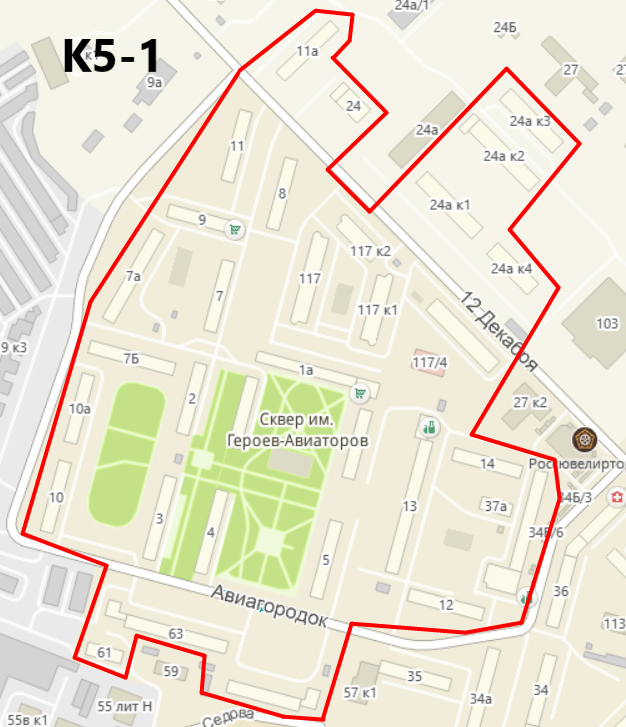 24а/1
24Б
К5-1
к1
9а
11а
27
27
24
24а к3
24а
24а к2
11
8
24а к1
9
117 к2
24а к4
7а
117
7
117 к1
12 Декабря
103
9 к3
7Б
117/4
1а
2
10а
27 к2
Сквер им.
Героев-Авиаторов
14
Росювелирто
10
37а
34Б/3
3
4
13
34Б/6
5
36
12
Авиагородок
113
63
61
59
35
57 к1
34а
34
55 лит Н
55в к1
Седова